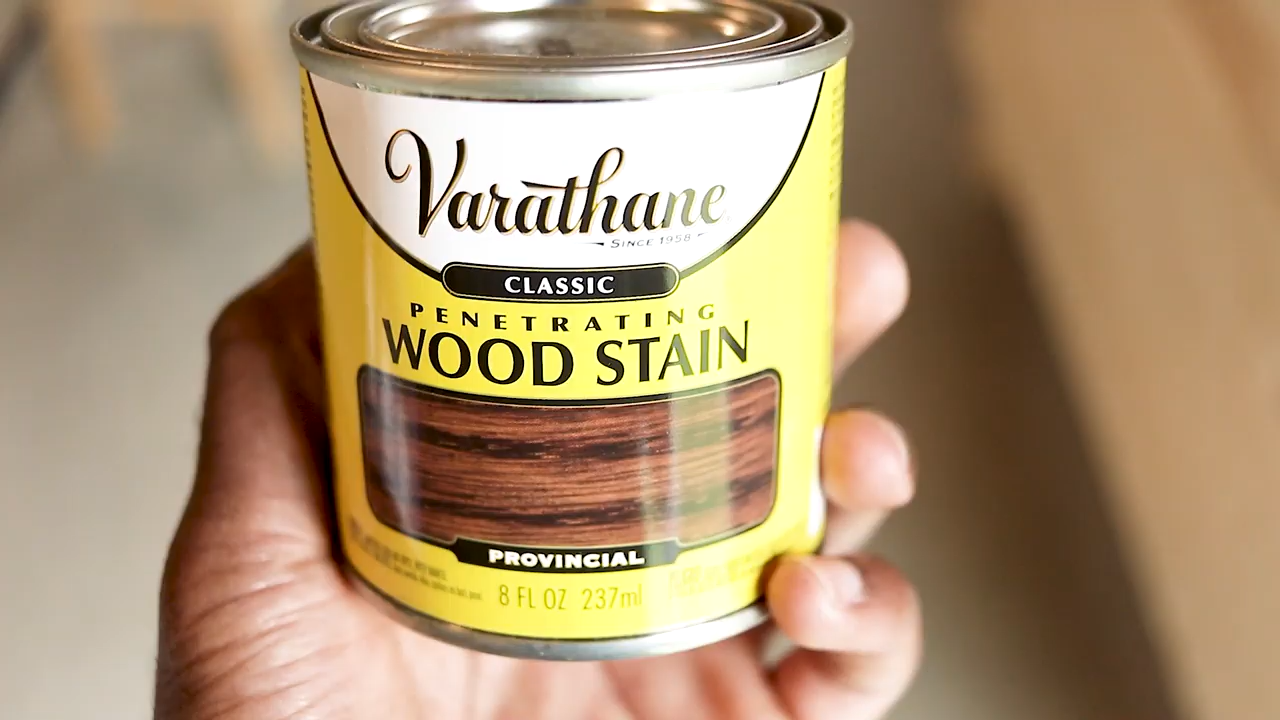 Varathane
SINCE 1958
CLASSIC
PENETRATING
WOOD STAIN
PROVINCIAL
8 FL OZ 237ml